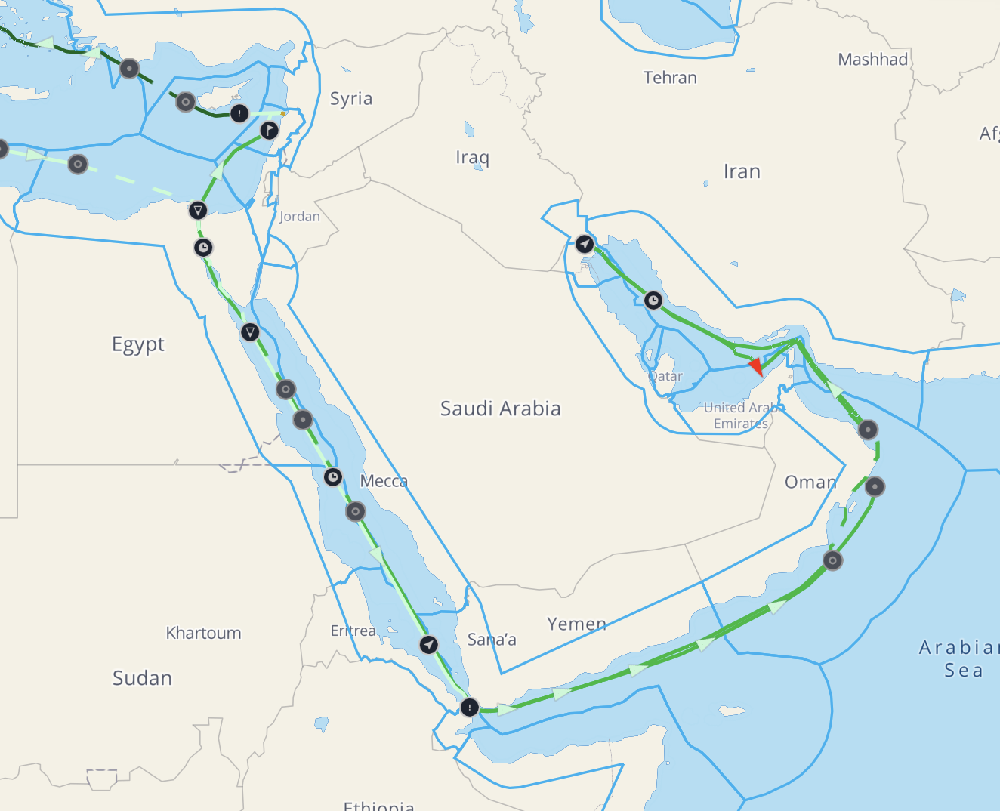 Mashhad
Tehran
Syria
Af
Iraq
Iran
Jordan
Egypt
Qatar
Saudi Arabia
United Arab
Emirates
Mecca
Oman
Yemen
Khartoum
Eritrea
Sana’a
Arabian
Sea
Sudan
Ethiopia